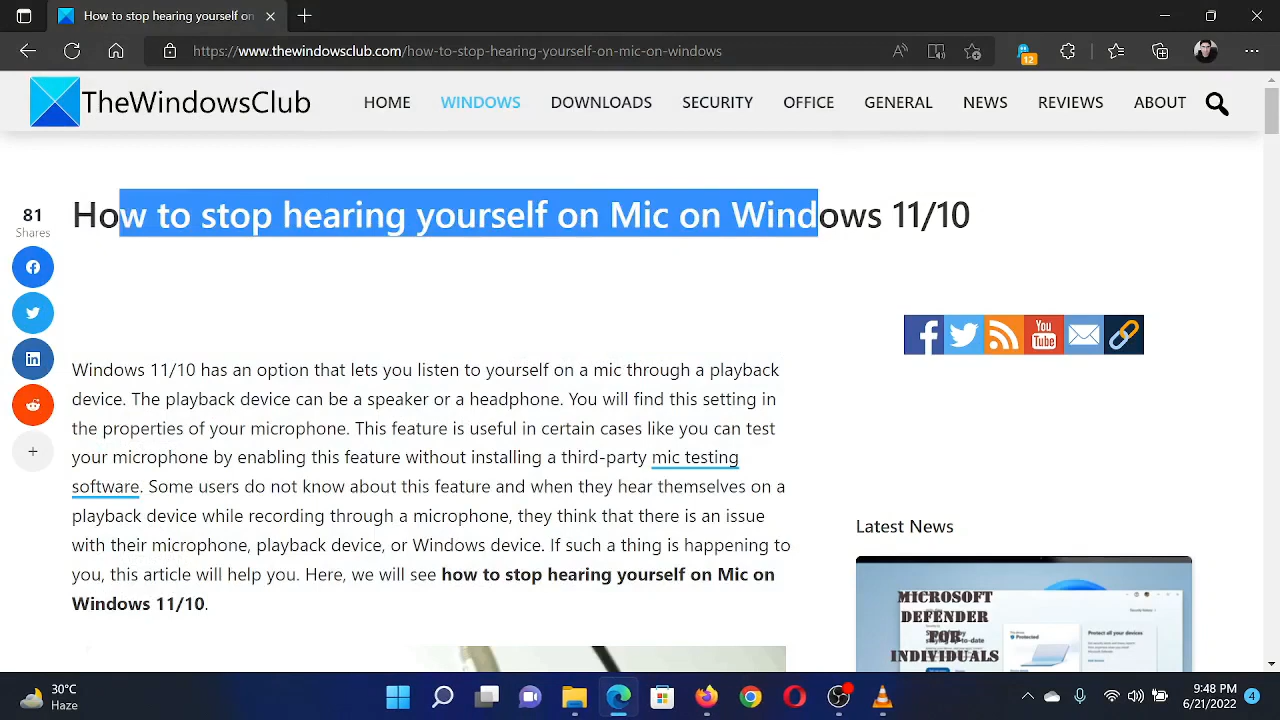 How to stop hearing yourself on
https://www.thewindowsclub.com/how-to-stop-hearing-yourself-on-mic-on-windows
12
TheWindowsClub
HOME WINDOWS DOWNLOADS SECURITY OFFICE GENERAL NEWS REVIEWS ABOUT
81
Shares
How to stop hearing yourself on Mic on Windows 11/10
You
Tube
Windows 11/10 has an option that lets you listen to yourself on a mic through a playback
device. The playback device can be a speaker or a headphone. You will find this setting in
the properties of your microphone. This feature is useful in certain cases like you can test
your microphone by enabling this feature without installing a third-party mic testing
software. Some users do not know about this feature and when they hear themselves on a
playback device while recording through a microphone, they think that there is an issue
with their microphone, playback device, or Windows device. If such a thing is happening to
you, this article will help you. Here, we will see how to stop hearing yourself on Mic on
Windows 11/10.
Latest News
MICROSOFT
DEFENDER
FOR
INDIVIDUALS
Protected
Protect all your devices
30°C
Haze
9:48 PM
6/21/2022
4